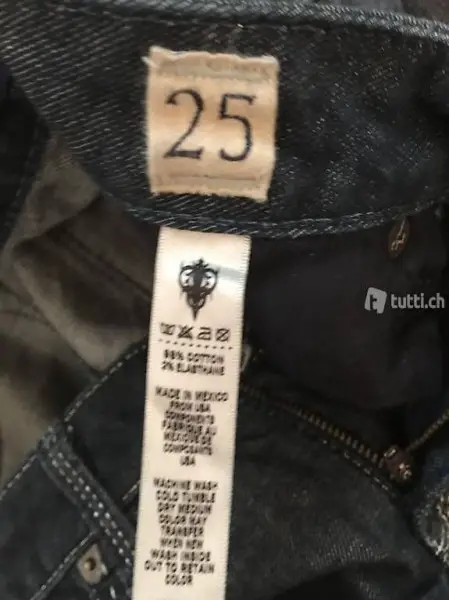 25
tutti.ch
98% COTTON
2% ELASTHANE
MADE IN MEXICO
FROM USA
COMPONENTS
FABRIQUE AU
MEXIQUE DE
COMPOSANTS
USA
MACHINE WASH
COLD TUMBLE
DRY MEDIUM
COLOR MAY
TRANSFER
WHEN NEW
WASH INSIDE
OUT TO RETAIN
COLOR